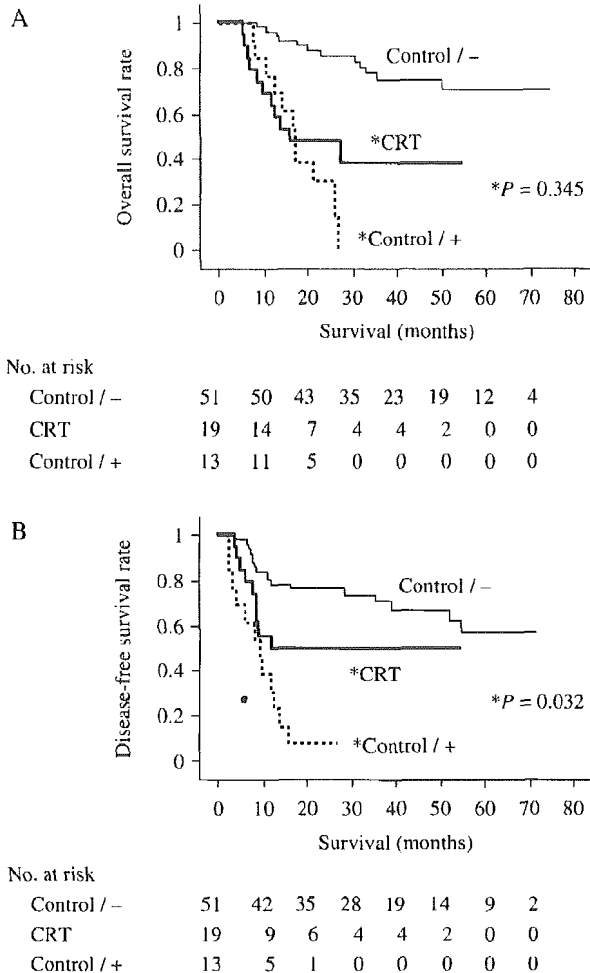 A
Overall survival rate
1
0.8
0.6
0.4
0.2
0
Control / –
*CRT
*P = 0.345
*Control / +
0 10 20 30 40 50 60 70 80
Survival (months)
No. at risk
Control / – 51 50 43 35 23 19 12 4
CRT 19 14 7 4 4 2 0 0
Control / + 13 11 5 0 0 0 0 0
B
Disease-free survival rate
1
0.8
0.6
0.4
0.2
0
Control / –
*CRT
*P = 0.032
*Control / +
0 10 20 30 40 50 60 70 80
Survival (months)
No. at risk
Control / – 51 42 35 28 19 14 9 2
CRT 19 9 6 4 4 2 0 0
Control / + 13 5 1 0 0 0 0 0